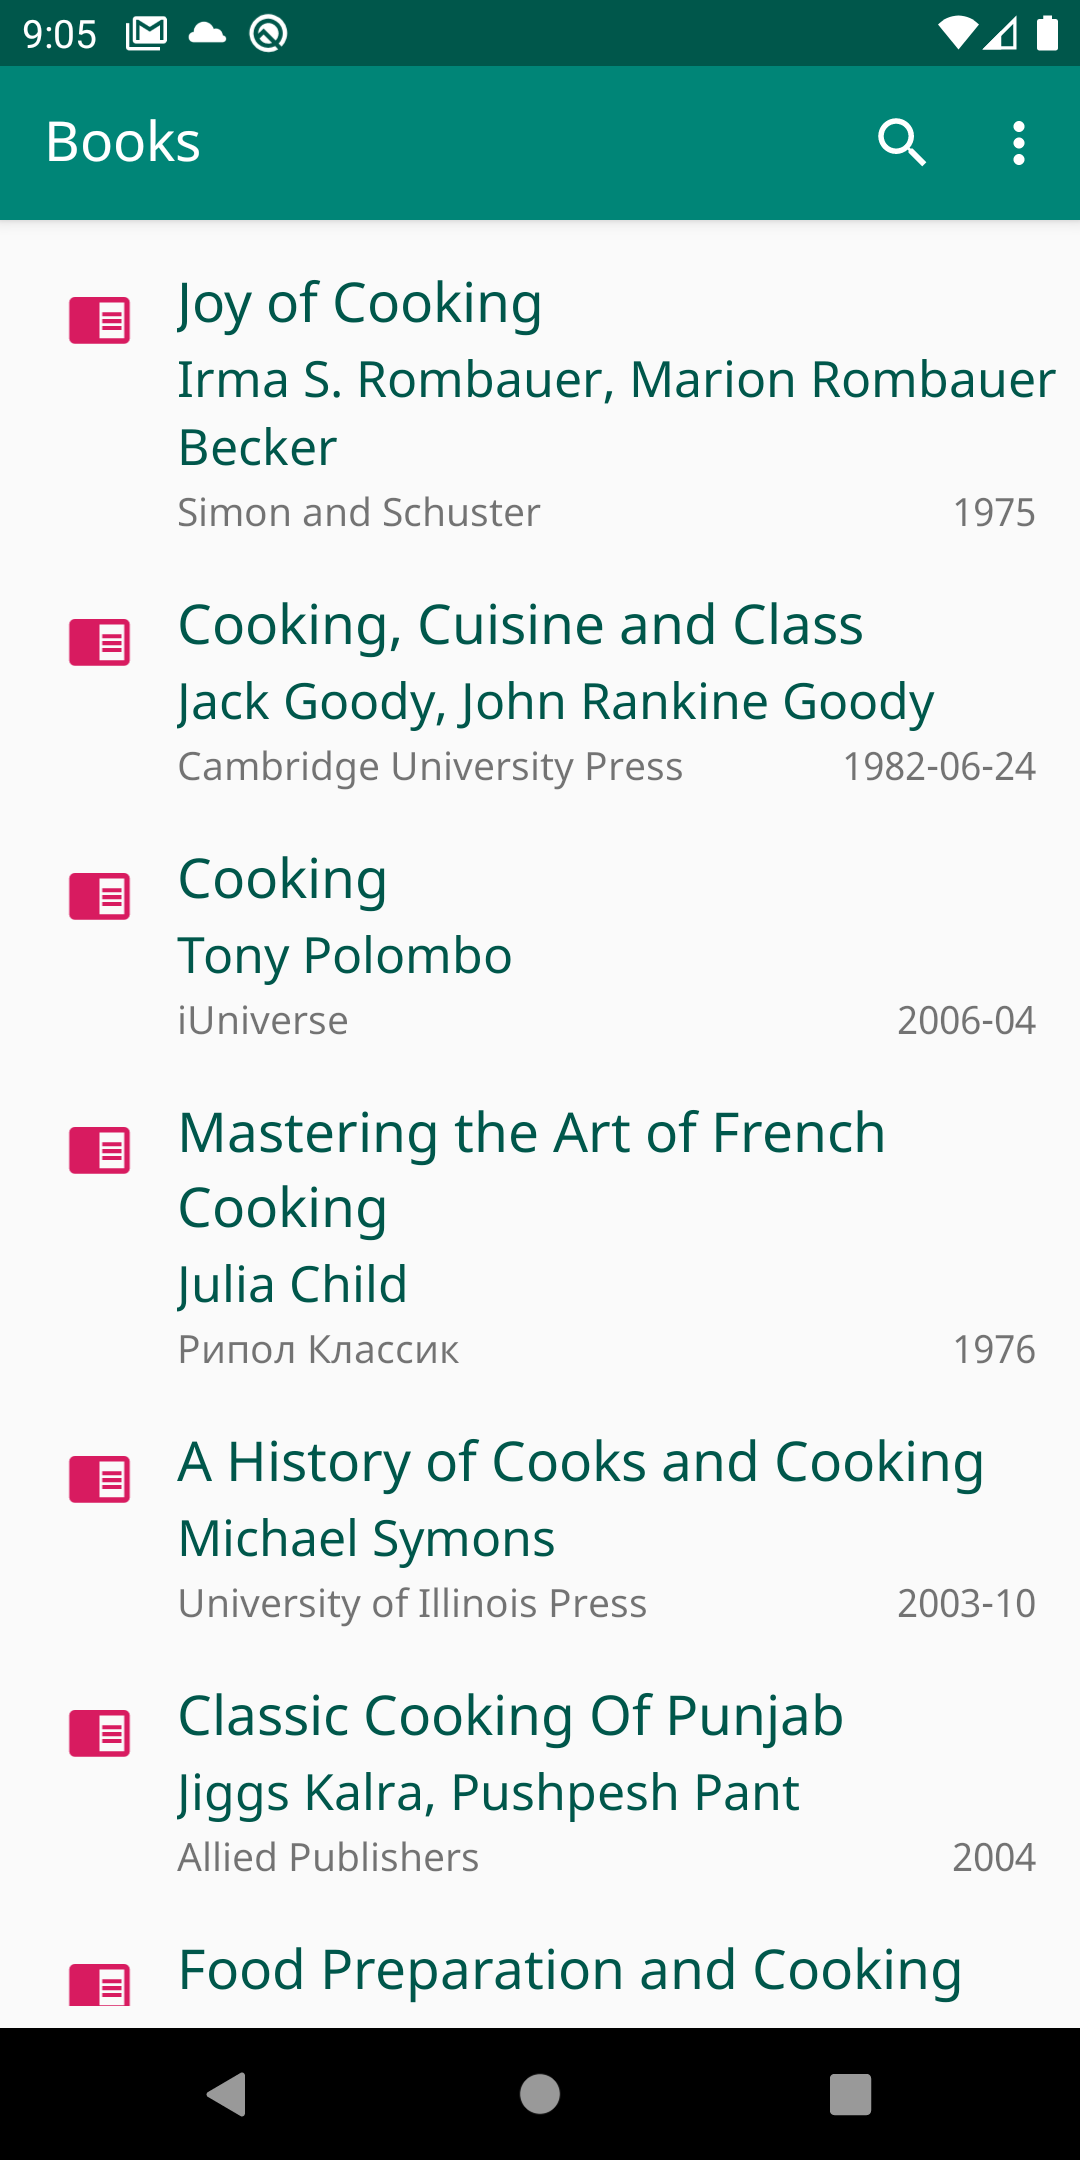 9:05
Books
Joy of Cooking
Irma S. Rombauer, Marion Rombauer
Becker
Simon and Schuster 1975
Cooking, Cuisine and Class
Jack Goody, John Rankine Goody
Cambridge University Press 1982-06-24
Cooking
Tony Polombo
iUniverse 2006-04
Mastering the Art of French
Cooking
Julia Child
Рипол Классик 1976
A History of Cooks and Cooking
Michael Symons
University of Illinois Press 2003-10
Classic Cooking Of Punjab
Jiggs Kalra, Pushpesh Pant
Allied Publishers 2004
Food Preparation and Cooking